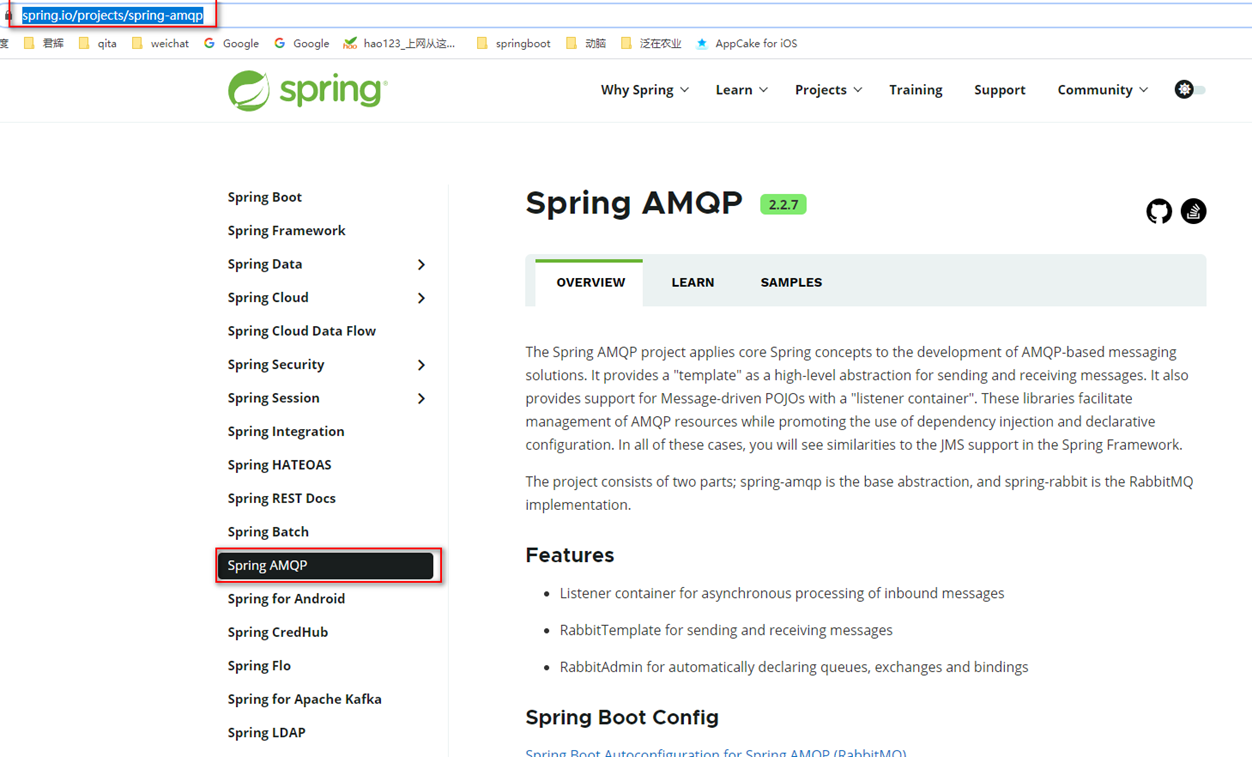 spring.io/projects/spring-amqp
度 君輝 qita weichat Google Google hao123_上网从这... springboot 动脑 泛在农业 AppCake for iOS
spring
Why Spring Learn Projects Training Support Community
Spring Boot
Spring Framework
Spring Data
Spring Cloud
Spring Cloud Data Flow
Spring Security
Spring Session
Spring Integration
Spring HATEOAS
Spring REST Docs
Spring Batch
Spring AMQP
Spring for Android
Spring CredHub
Spring Flo
Spring for Apache Kafka
Spring LDAP
Spring AMQP 2.2.7
OVERVIEW LEARN SAMPLES
The Spring AMQP project applies core Spring concepts to the development of AMQP-based messaging
solutions. It provides a "template" as a high-level abstraction for sending and receiving messages. It also
provides support for Message-driven POJOs with a "listener container". These libraries facilitate
management of AMQP resources while promoting the use of dependency injection and declarative
configuration. In all of these cases, you will see similarities to the JMS support in the Spring Framework.
The project consists of two parts; spring-amqp is the base abstraction, and spring-rabbit is the RabbitMQ
implementation.
Features
• Listener container for asynchronous processing of inbound messages
• RabbitTemplate for sending and receiving messages
• RabbitAdmin for automatically declaring queues, exchanges and bindings
Spring Boot Config
Spring Boot Autoconfiguration for Spring AMQP (RabbitMQ)